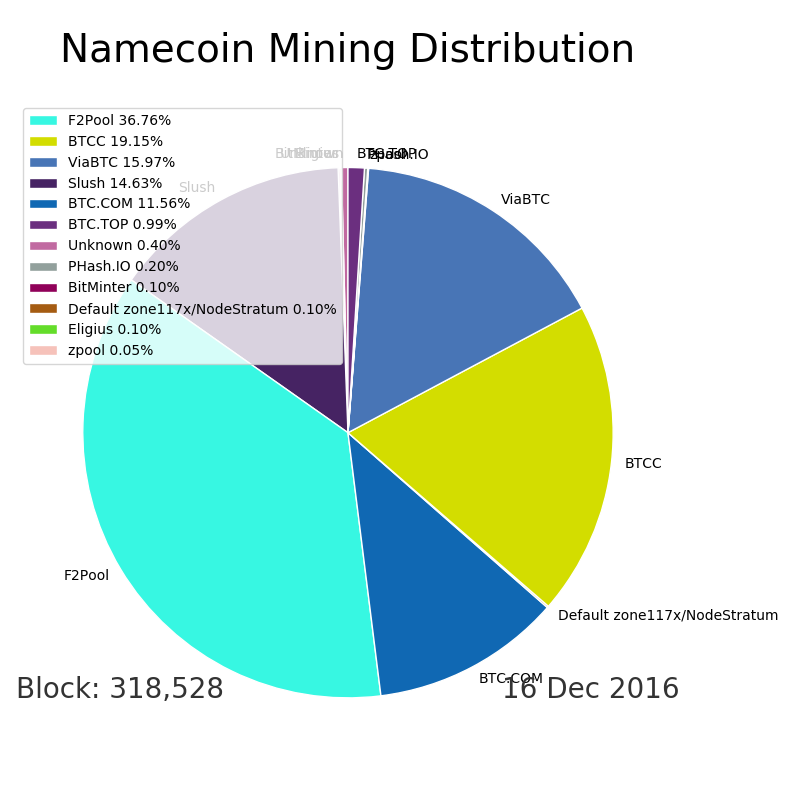 Namecoin Mining Distribution
F2Pool 36.76%
BTCC 19.15%
ViaBTC 15.97%
Slush 14.63%
BTC.COM 11.56%
BTC.TOP 0.99%
Unknown 0.40%
PHash.IO 0.20%
BitMinter 0.10%
Default zone117x/NodeStratum 0.10%
Eligius 0.10%
zpool 0.05%
BTC.TOP
Slush
ViaBTC
BTCC
F2Pool
Default zone117x/NodeStratum
BTC.COM
Block: 318,528
16 Dec 2016